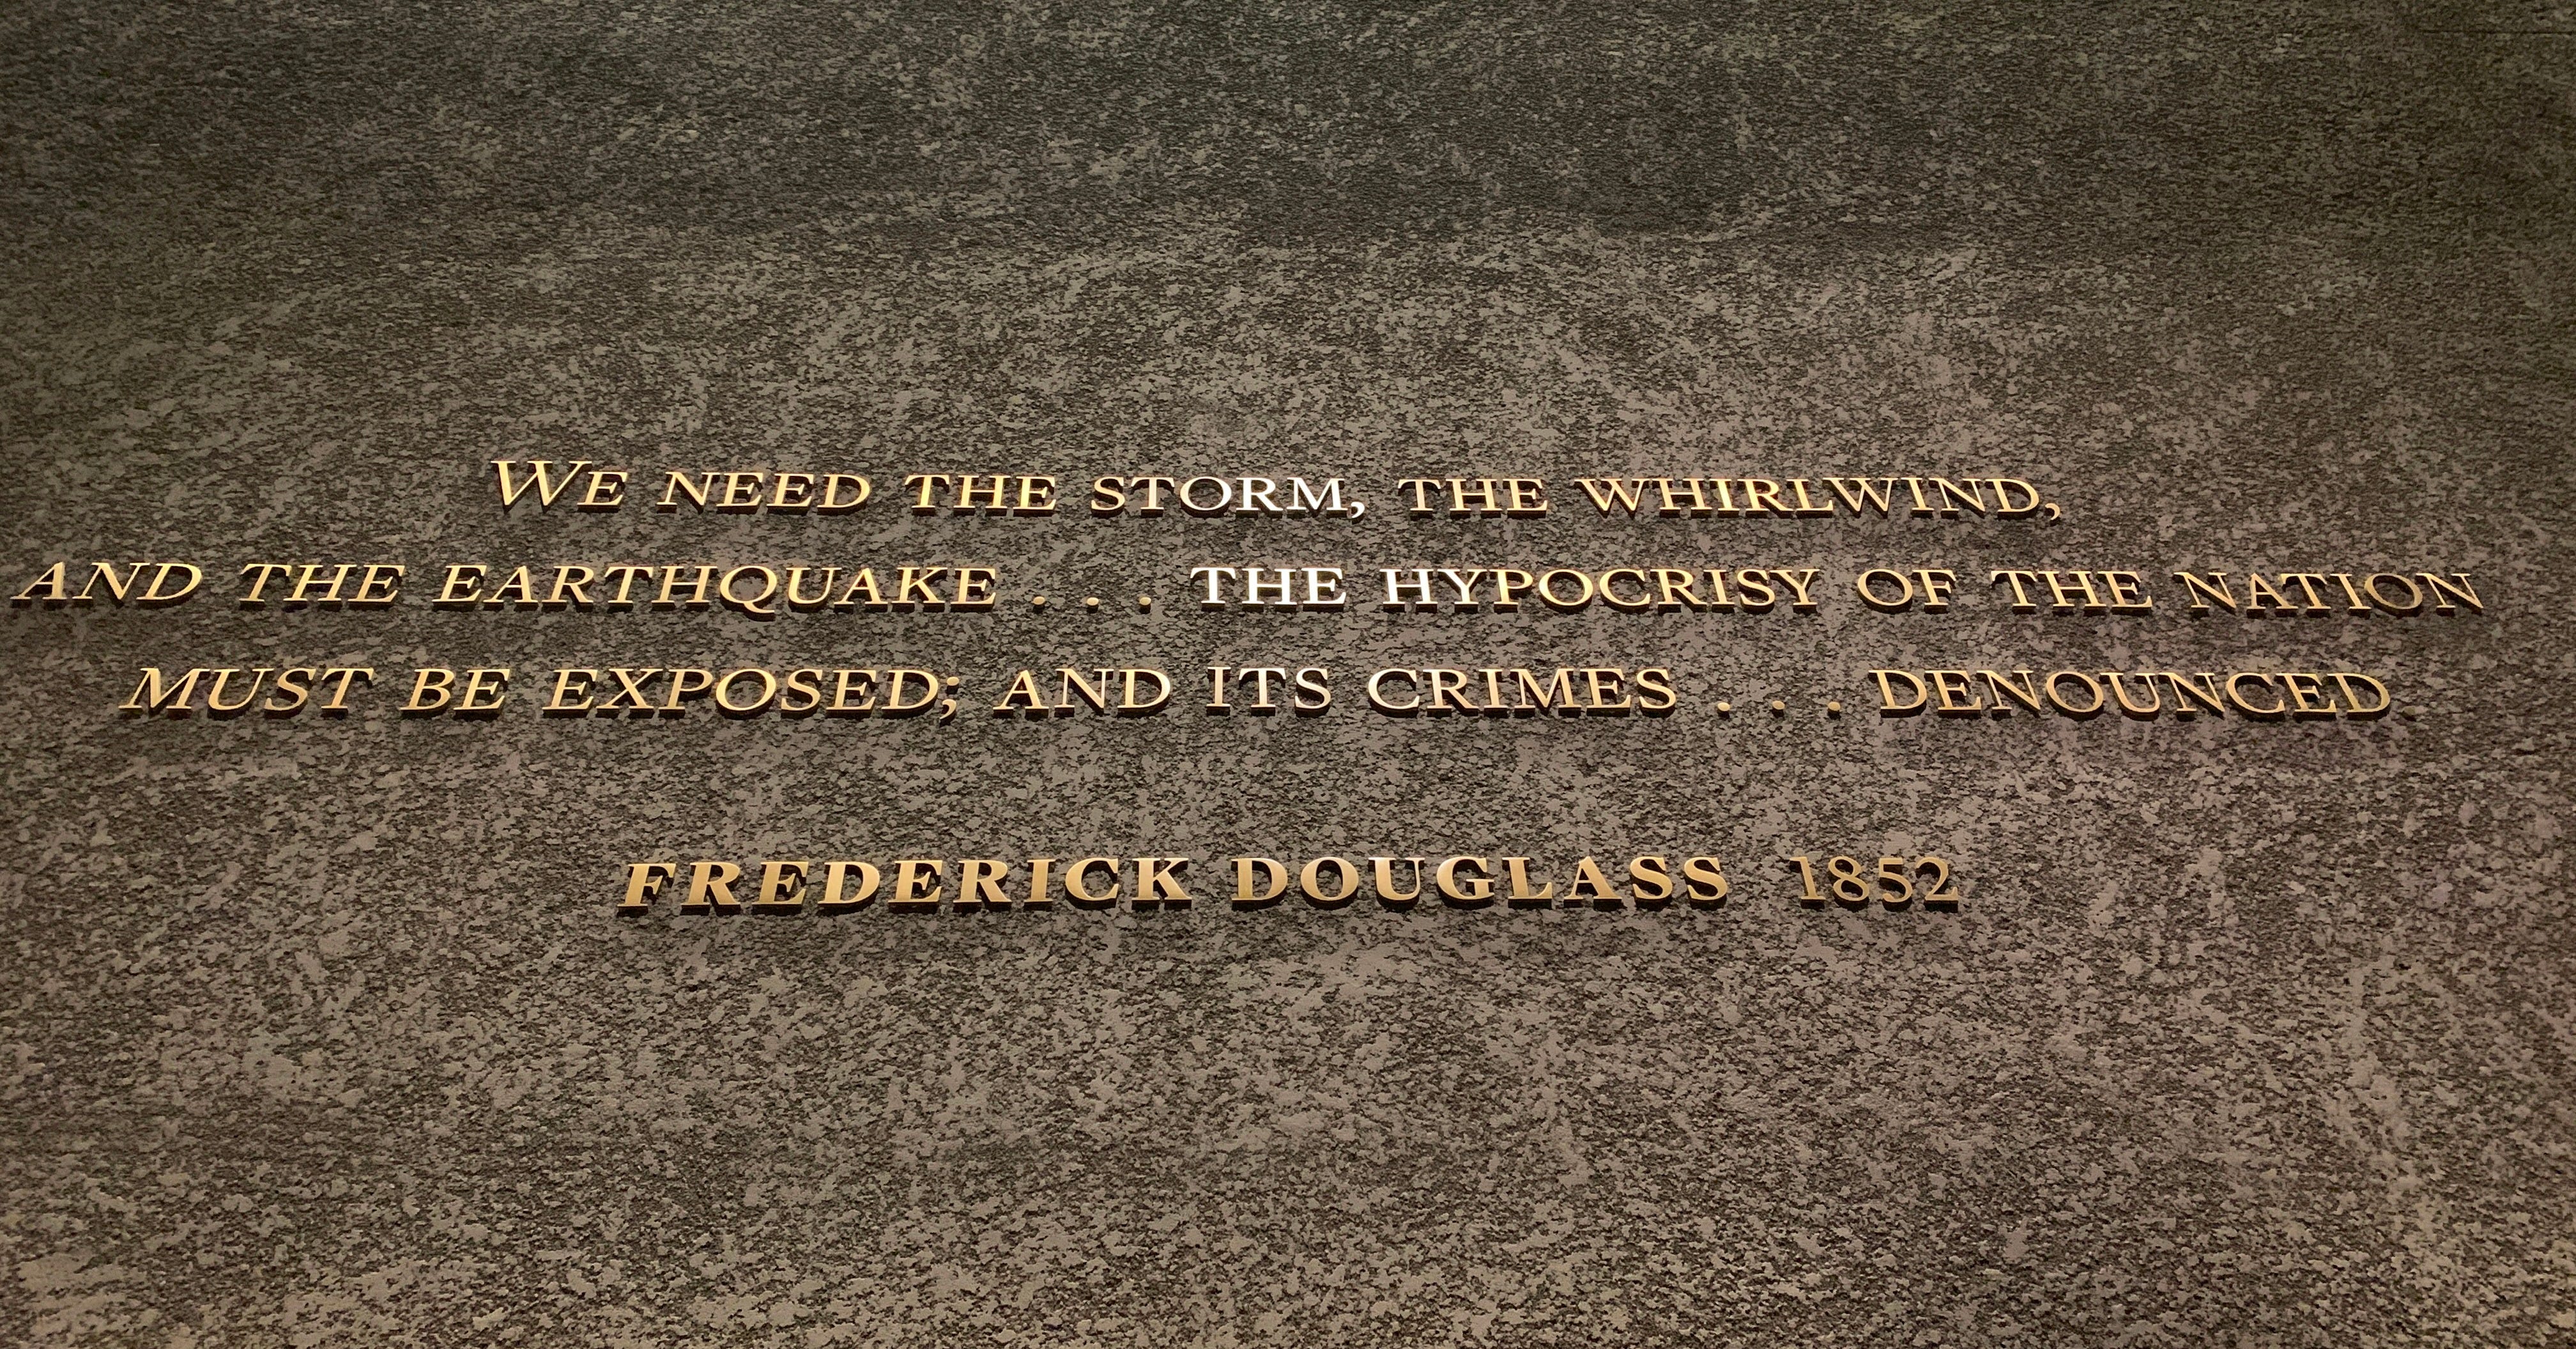 WE NEED THE STORM, THE WHIRLWIND,
AND THE EARTHQUAKE . . . THE HYPOCRISY OF THE NATION
MUST BE EXPOSED; AND ITS CRIMES . . . DENOUNCED.
FREDERICK DOUGLASS 1852